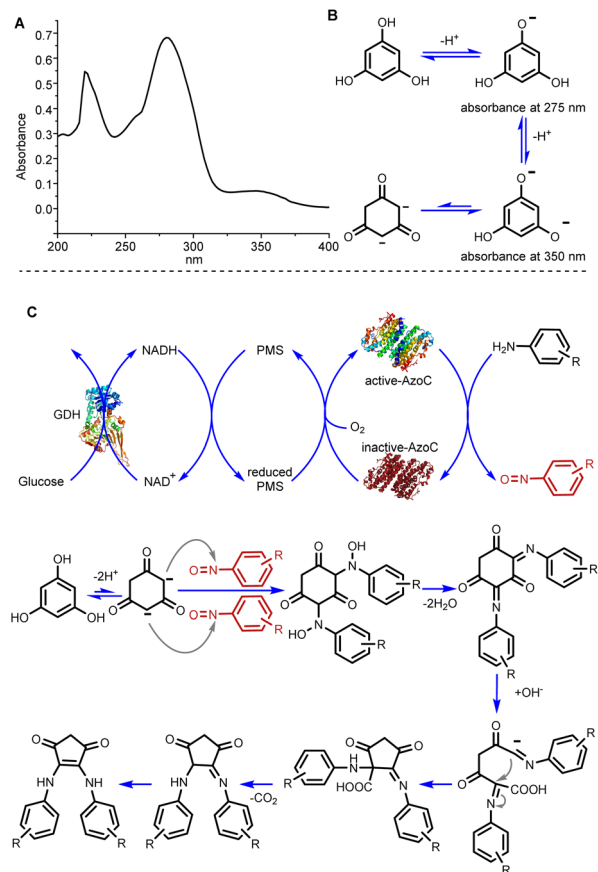 A
B
Absorbance
0.7
0.6
0.5
0.4
0.3
0.2
0.1
0.0
200 250 300 350 400
nm
OH
HO OH
-H⁺
O⁻
HO OH
absorbance at 275 nm
-H⁺
O
O O
- -
O⁻
HO O⁻
absorbance at 350 nm
C
NADH
PMS
active-AzoC
H₂N R
GDH
O₂
inactive-AzoC
Glucose
NAD⁺
reduced
PMS
O=N R
OH
HO OH
-2H⁺
O
O O
- -
O=N R
O=N R
O OH
N
O O R
HO N
R
-2H₂O
O
N
O O R
N
R
+OH⁻
O O
HN NH
R R
O O
HN N
R R
-CO₂
R
O O
HN N
HOOC
R
O
-
N R
O
COOH
N
R